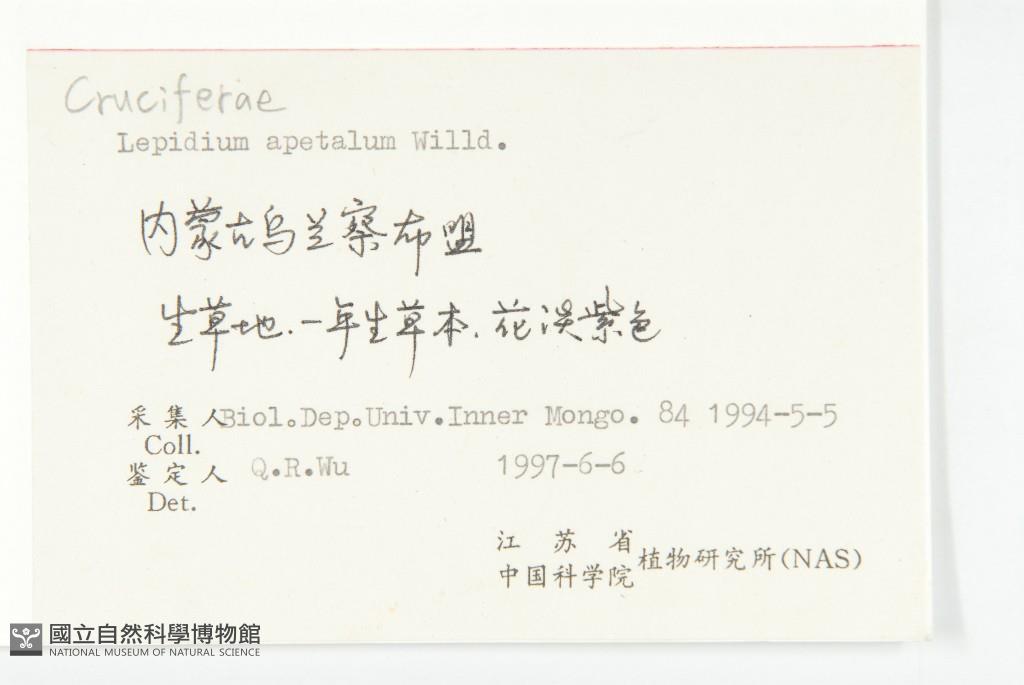 Cruciferae
Lepidium apetalum Willd.
内蒙古乌兰察布盟
生草地.一年生草本.花淡紫色
采集人 Biol.Dep.Univ.Inner Mongo. 84 1994-5-5
Coll.
鉴定人 Q.R.Wu 1997-6-6
Det.
江苏省
中国科学院 植物研究所(NAS)
國立自然科學博物館
NATIONAL MUSEUM OF NATURAL SCIENCE